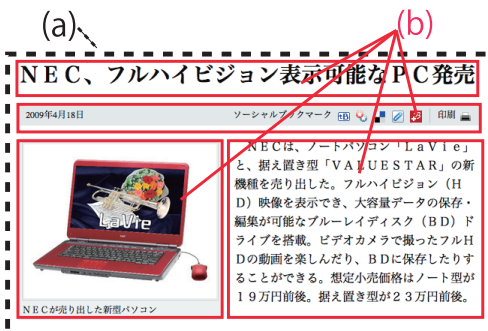 (a)
(b)
NEC、フルハイビジョン表示可能なPC発売
2009年4月18日
ソーシャルブックマーク
印刷
LaVie
NECが売り出した新型パソコン
NECは、ノートパソコン「LaVie」
と、据え置き型「VALUESTAR」の新
機種を売り出した。フルハイビジョン(H
D)映像を表示でき、大容量データの保存・
編集が可能なブルーレイディスク(BD)ド
ライブを搭載。ビデオカメラで撮ったフルH
Dの動画を楽しんだり、BDに保存したりす
ることができる。想定小売価格はノート型が
19万円前後。据え置き型が23万円前後。